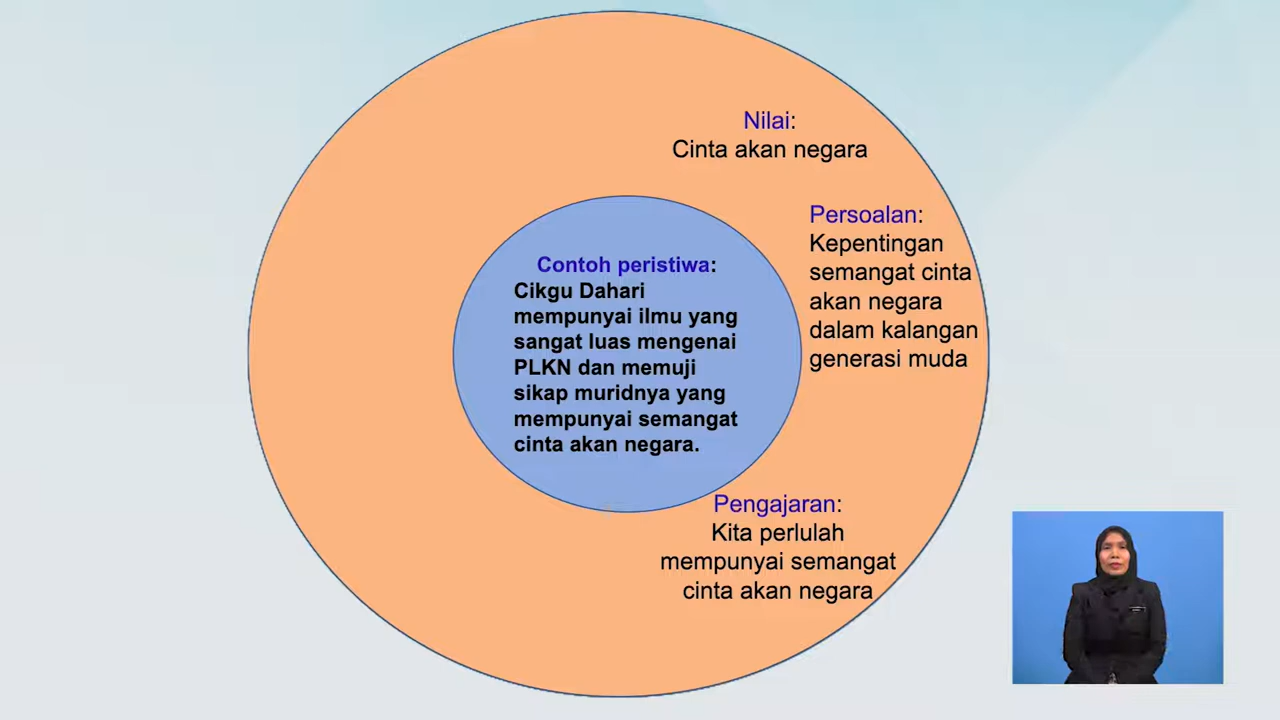 Nilai:
Cinta akan negara
Persoalan:
Kepentingan
semangat cinta
akan negara
dalam kalangan
generasi muda
Contoh peristiwa:
Cikgu Dahari
mempunyai ilmu yang
sangat luas mengenai
PLKN dan memuji
sikap muridnya yang
mempunyai semangat
cinta akan negara.
Pengajaran:
Kita perlulah
mempunyai semangat
cinta akan negara